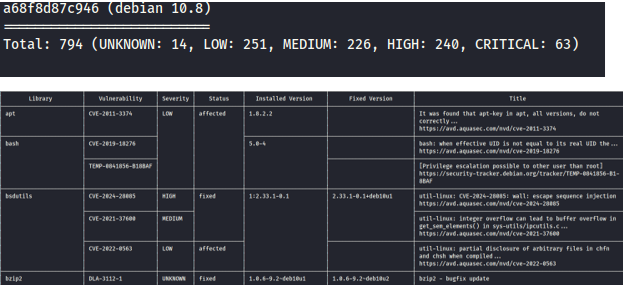 a68f8d87c946 (debian 10.8)
Total: 794 (UNKNOWN: 14, LOW: 251, MEDIUM: 226, HIGH: 240, CRITICAL: 63)
Library Vulnerability Severity Status Installed Version Fixed Version Title
apt CVE-2011-3374 LOW affected 1.8.2.2 It was found that apt-key in apt, all versions, do not
correctly...
https://avd.aquasec.com/nvd/cve-2011-3374
bash CVE-2019-18276 5.0-4 bash: when effective UID is not equal to its real UID the...
https://avd.aquasec.com/nvd/cve-2019-18276
TEMP-0841856-B18BAF [Privilege escalation possible to other user than root]
https://security-tracker.debian.org/tracker/TEMP-0841856-B1-
8BAF
bsdutils CVE-2024-28085 HIGH fixed 1:2.33.1-0.1 2.33.1-0.1+deb10u1 util-linux: CVE-2024-28085: wall: escape sequence injection
https://avd.aquasec.com/nvd/cve-2024-28085
CVE-2021-37600 MEDIUM util-linux: integer overflow can lead to buffer overflow in
get_sem_elements() in sys-utils/ipcutils.c...
https://avd.aquasec.com/nvd/cve-2021-37600
CVE-2022-0563 LOW affected util-linux: partial disclosure of arbitrary files in chfn
and chsh when compiled...
https://avd.aquasec.com/nvd/cve-2022-0563
bzip2 DLA-3112-1 UNKNOWN fixed 1.0.6-9.2~deb10u1 1.0.6-9.2~deb10u2 bzip2 - bugfix update